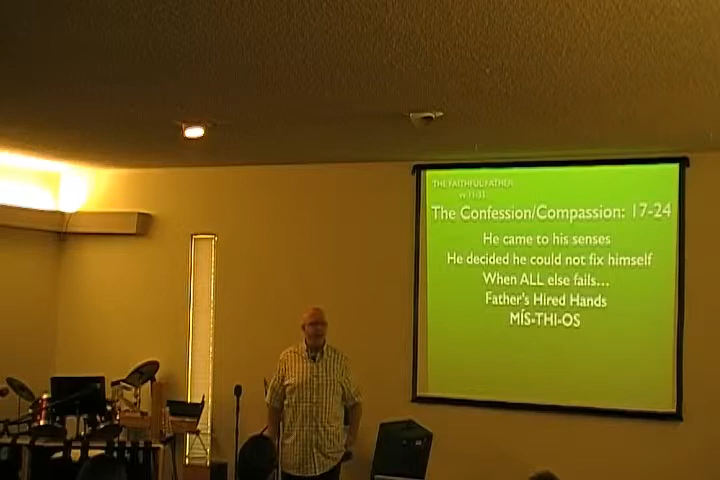 THE FAITHFUL FATHER
vv 11-31
The Confession/Compassion: 17-24
He came to his senses
He decided he could not fix himself
When ALL else fails...
Father's Hired Hands
MÍS-THI-OS